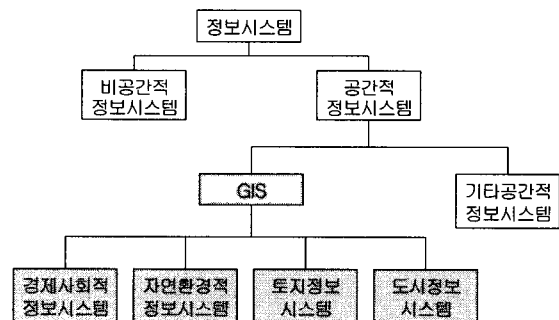 정보시스템
비공간적
정보시스템
공간적
정보시스템
GIS
기타공간적
정보시스템
경제사회적
정보시스템
자연환경적
정보시스템
토지정보
시스템
도시정보
시스템